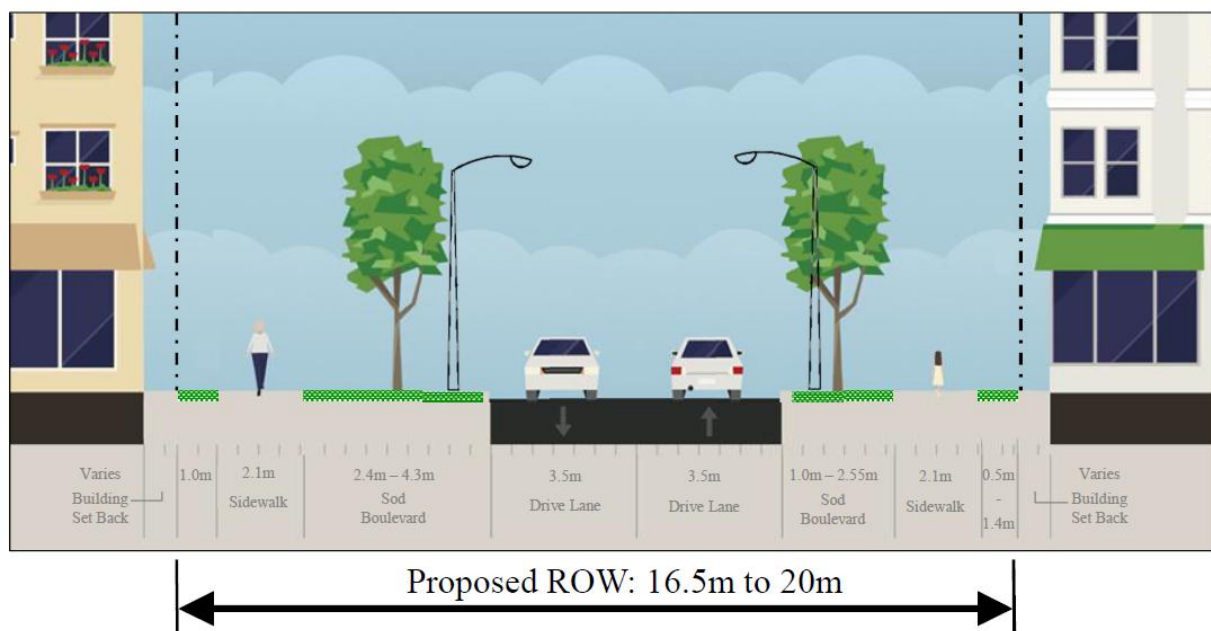 Varies
Building
Set Back
1.0m
2.1m
Sidewalk
2.4m – 4.3m
Sod
Boulevard
3.5m
Drive Lane
3.5m
Drive Lane
1.0m – 2.55m
Sod
Boulevard
2.1m
Sidewalk
0.5m
-
1.4m
Varies
Building
Set Back
Proposed ROW: 16.5m to 20m